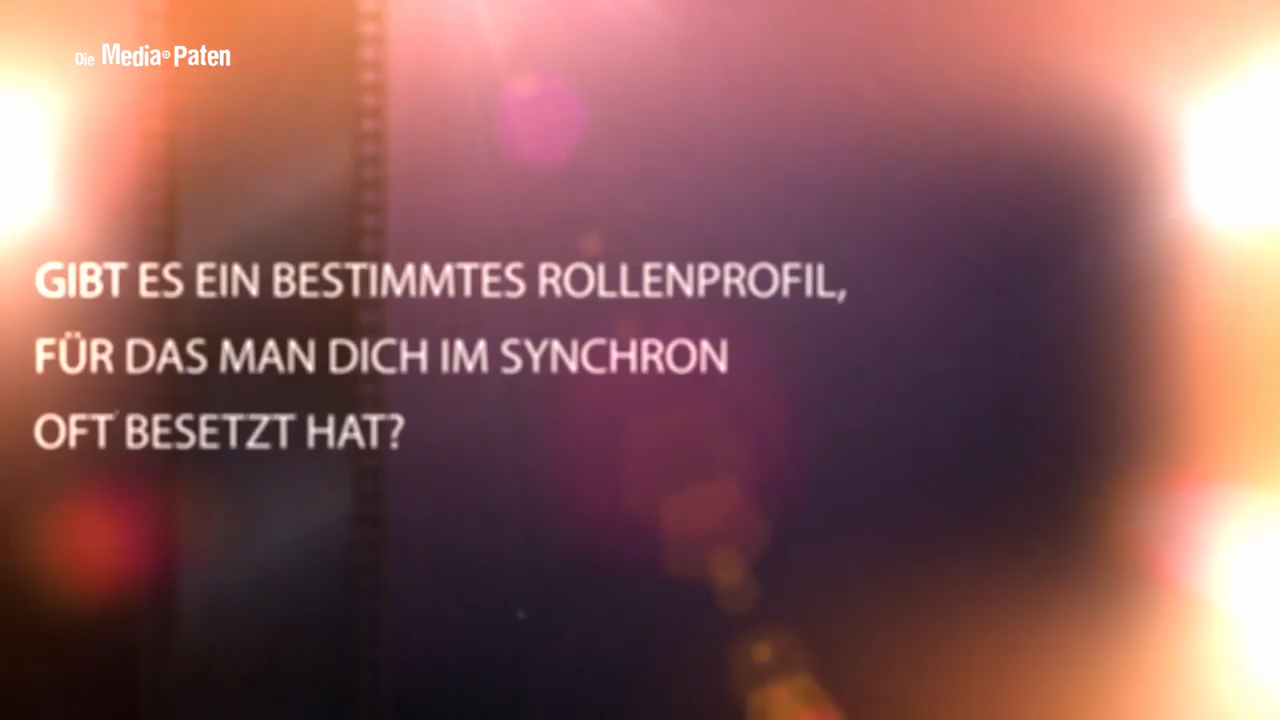 Die Media Paten
GIBT ES EIN BESTIMMTES ROLLENPROFIL,
FÜR DAS MAN DICH IM SYNCHRON
OFT BESETZT HAT?